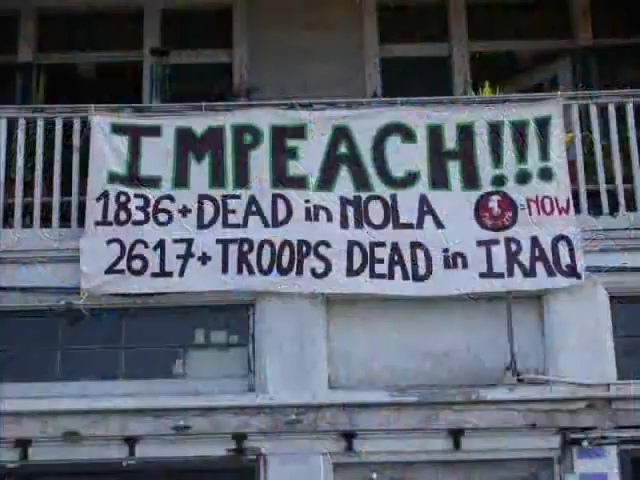 IMPEACH!!!
1836+DEAD in NOLA =NOW
2617+TROOPS DEAD in IRAQ